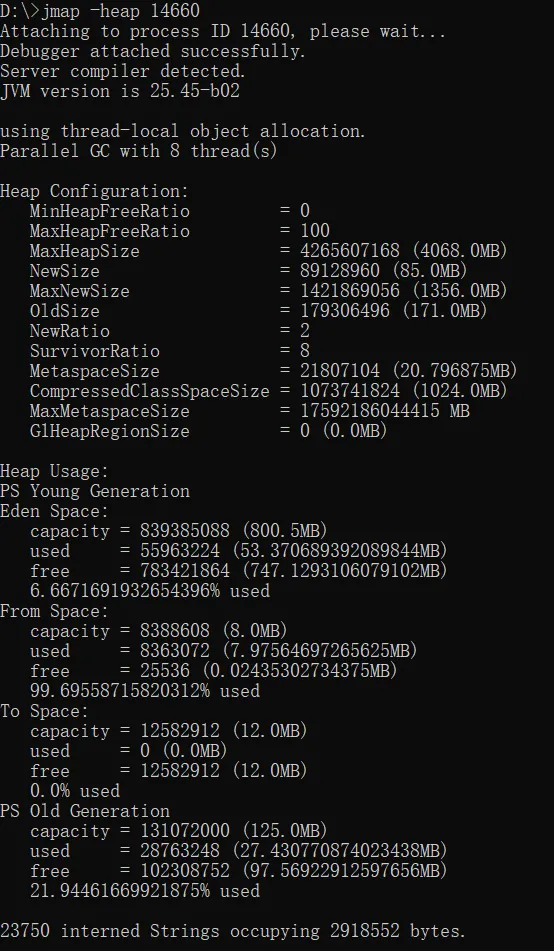 D:\>jmap -heap 14660
Attaching to process ID 14660, please wait...
Debugger attached successfully.
Server compiler detected.
JVM version is 25.45-b02
using thread-local object allocation.
Parallel GC with 8 thread(s)
Heap Configuration:
MinHeapFreeRatio = 0
MaxHeapFreeRatio = 100
MaxHeapSize = 4265607168 (4068.0MB)
NewSize = 89128960 (85.0MB)
MaxNewSize = 1421869056 (1356.0MB)
OldSize = 179306496 (171.0MB)
NewRatio = 2
SurvivorRatio = 8
MetaspaceSize = 21807104 (20.796875MB)
CompressedClassSpaceSize = 1073741824 (1024.0MB)
MaxMetaspaceSize = 17592186044415 MB
G1HeapRegionSize = 0 (0.0MB)
Heap Usage:
PS Young Generation
Eden Space:
capacity = 839385088 (800.5MB)
used = 55963224 (53.370689392089844MB)
free = 783421864 (747.1293106079102MB)
6.6671691932654396% used
From Space:
capacity = 8388608 (8.0MB)
used = 8363072 (7.97564697265625MB)
free = 25536 (0.02435302734375MB)
99.69558715820312% used
To Space:
capacity = 12582912 (12.0MB)
used = 0 (0.0MB)
free = 12582912 (12.0MB)
0.0% used
PS Old Generation
capacity = 131072000 (125.0MB)
used = 28763248 (27.430770874023438MB)
free = 102308752 (97.56922912597656MB)
21.94461669921875% used
23750 interned Strings occupying 2918552 bytes.